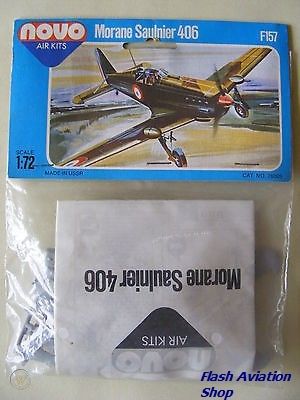 novo
AIR KITS
Morane Saulnier 406
F157
SCALE
1:72
MADE IN USSR
CAT. NO.
Morane Saulnier 406
AIR KITS
novo
Flash Aviation
Shop